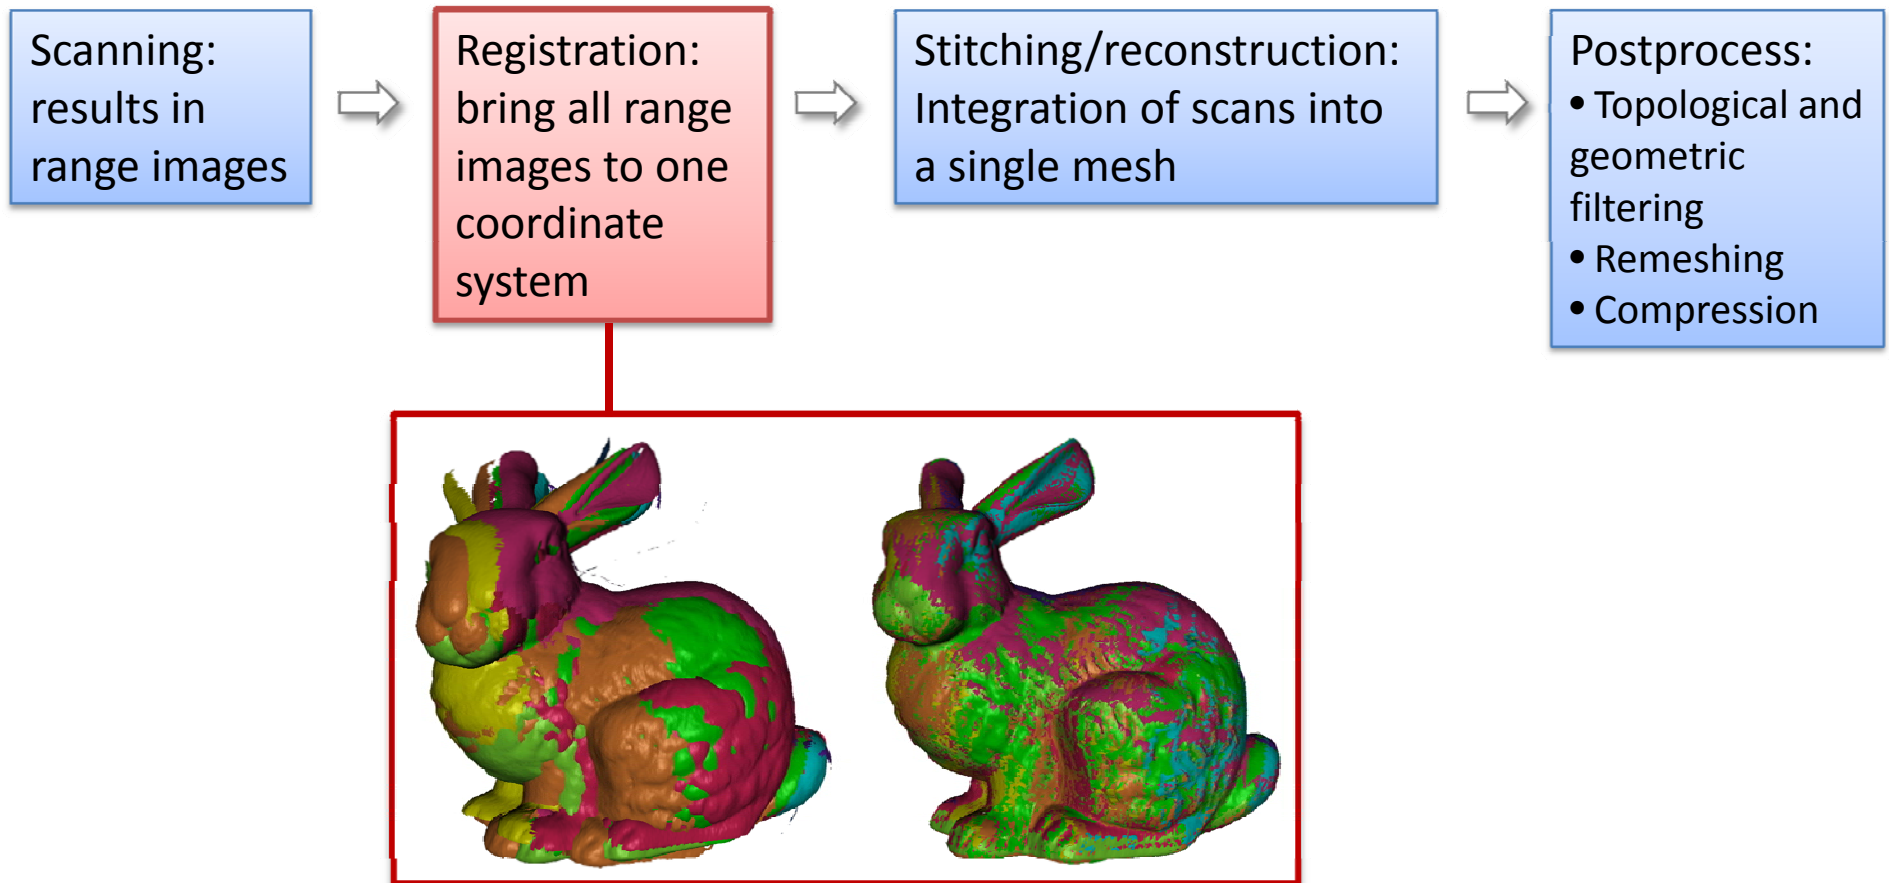 Scanning:
results in
range images
Registration:
bring all range
images to one
coordinate
system
Stitching/reconstruction:
Integration of scans into
a single mesh
Postprocess:
• Topological and
geometric
filtering
• Remeshing
• Compression